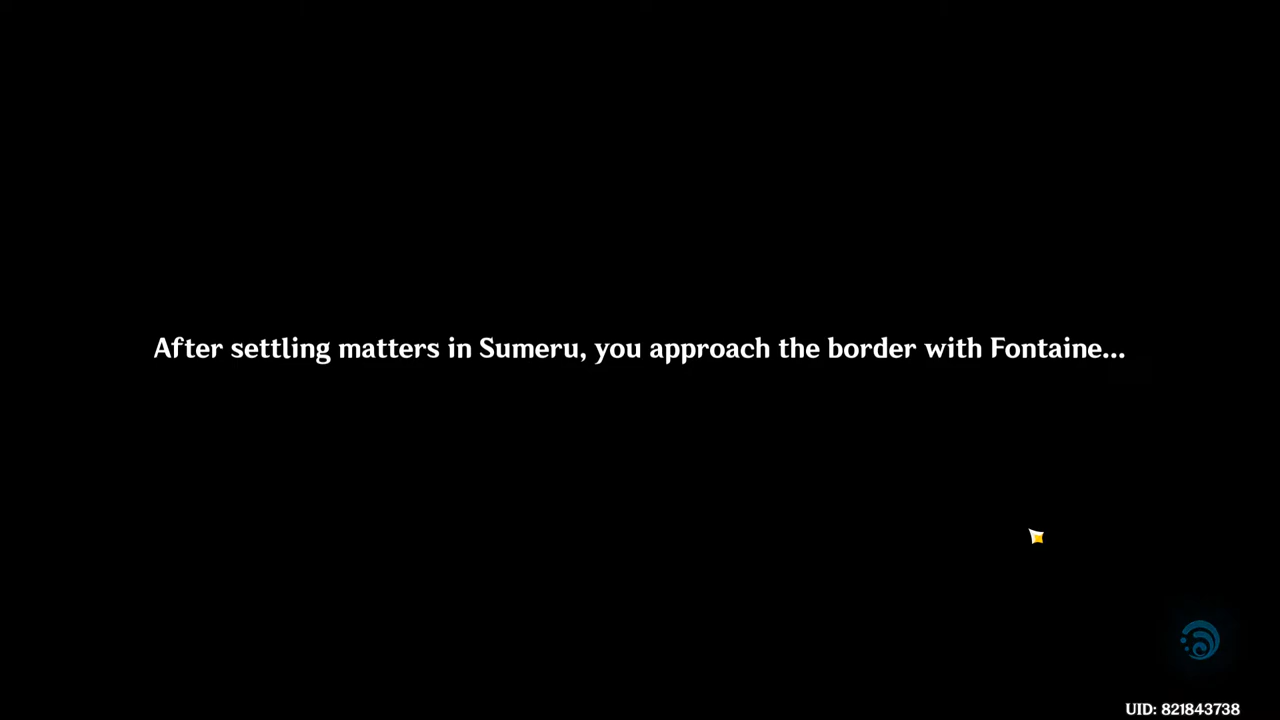 After settling matters in Sumeru, you approach the border with Fontaine...
UID: 821843738